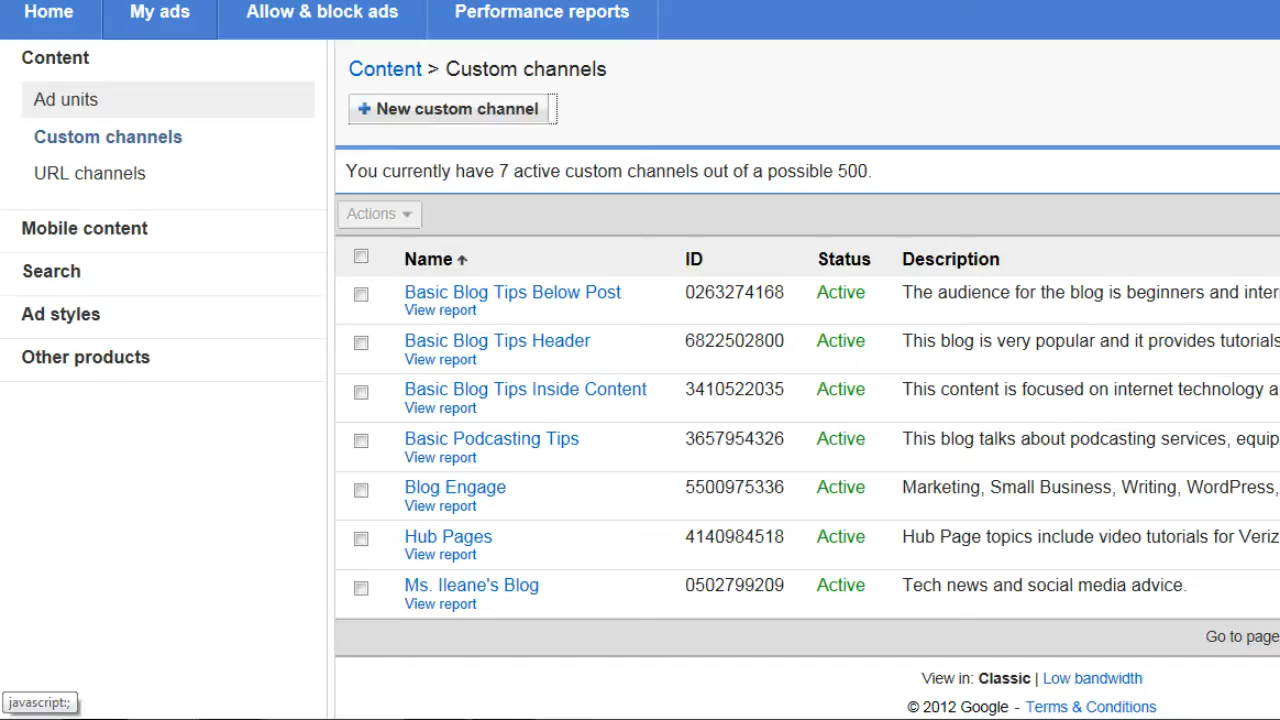 Home My ads Allow & block ads Performance reports
Content
Ad units
Custom channels
URL channels
Mobile content
Search
Ad styles
Other products
Content > Custom channels
New custom channel
You currently have 7 active custom channels out of a possible 500.
Actions
Name ID Status Description
Basic Blog Tips Below Post 0263274168 Active The audience for the blog is beginners and inter
View report
Basic Blog Tips Header 6822502800 Active This blog is very popular and it provides tutorials
View report
Basic Blog Tips Inside Content 3410522035 Active This content is focused on internet technology a
View report
Basic Podcasting Tips 3657954326 Active This blog talks about podcasting services, equip
View report
Blog Engage 5500975336 Active Marketing, Small Business, Writing, WordPress,
View report
Hub Pages 4140984518 Active Hub Page topics include video tutorials for Veriz
View report
Ms. Ileane's Blog 0502799209 Active Tech news and social media advice.
View report
Go to page
View in: Classic | Low bandwidth
© 2012 Google - Terms & Conditions
javascript:;